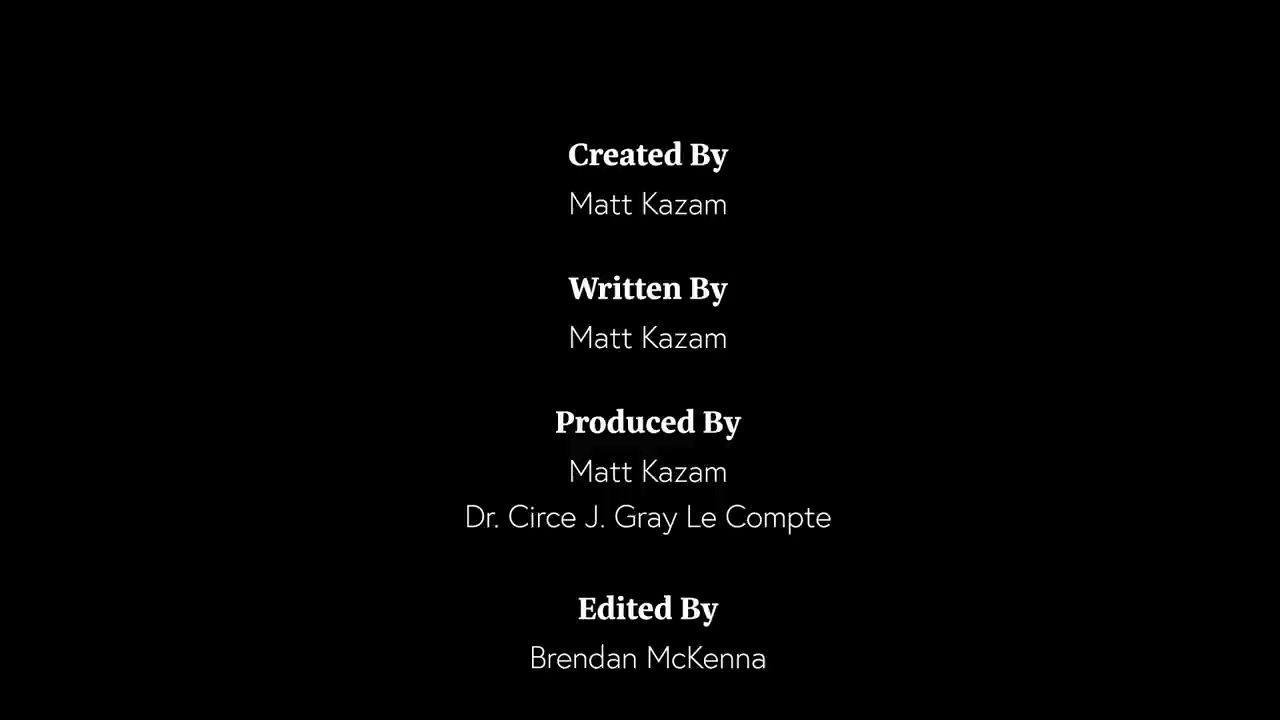 Created By
Matt Kazam
Written By
Matt Kazam
Produced By
Matt Kazam
Dr. Circe J. Gray Le Compte
Edited By
Brendan McKenna